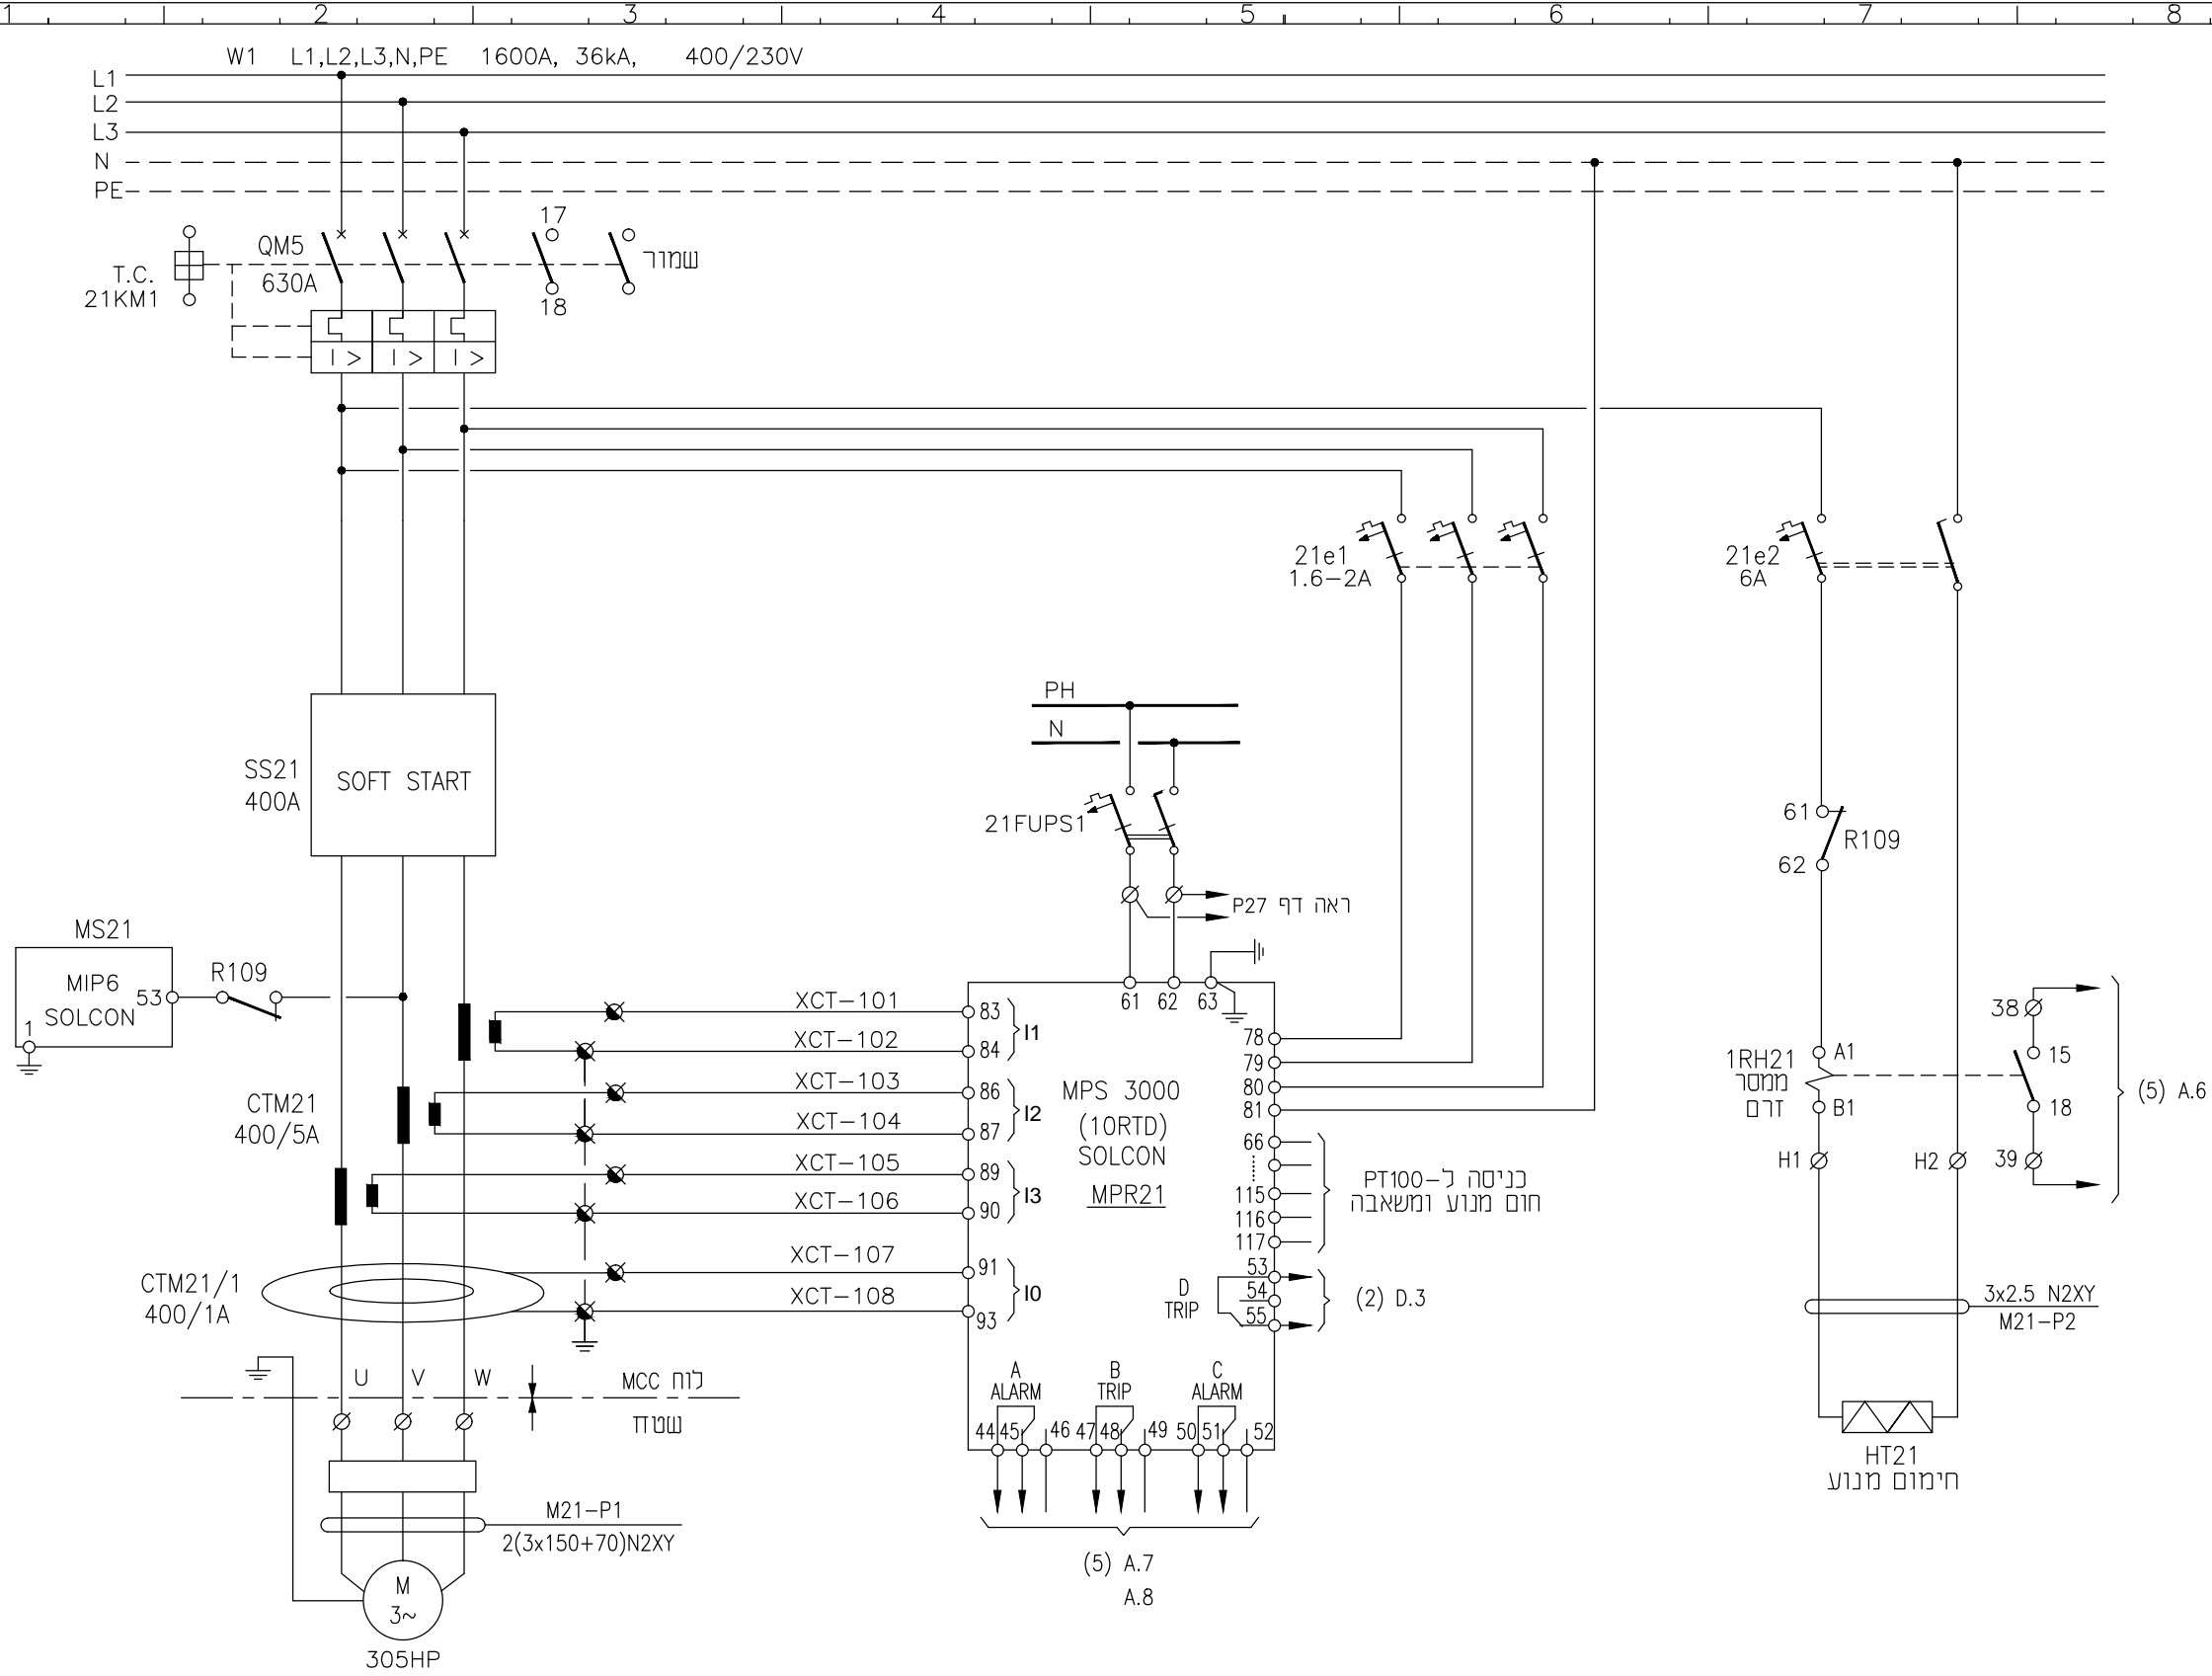 1 2 3 4 5 6 7 8
W1 L1,L2,L3,N,PE 1600A, 36kA, 400/230V
L1
L2
L3
N
PE
T.C.
21KM1
QM5
630A
17
18
שמור
I > I > I >
21e1
1.6-2A
21e2
6A
PH
N
21FUPS1
ראה דף P27
SS21
400A
SOFT START
61
62
R109
MS21
MIP6
SOLCON
53
1
R109
61 62 63
XCT-101
XCT-102
XCT-103
XCT-104
XCT-105
XCT-106
XCT-107
XCT-108
83
84
I1
86
87
I2
89
90
I3
91
93
I0
CTM21
400/5A
CTM21/1
400/1A
MPS 3000
(10RTD)
SOLCON
MPR21
78
79
80
81
66
115
116
117
כניסה ל-PT100
חום מנוע ומשאבה
53
54
55
D
TRIP
(2) D.3
A
ALARM
B
TRIP
C
ALARM
44 45 46 47 48 49 50 51 52
(5) A.7
A.8
1RH21
ממסר
זרם
A1
B1
H1
H2
38
15
18
39
(5) A.6
3x2.5 N2XY
M21-P2
HT21
חימום מנוע
U V W
לוח MCC
שטח
M21-P1
2(3x150+70)N2XY
M
3~
305HP